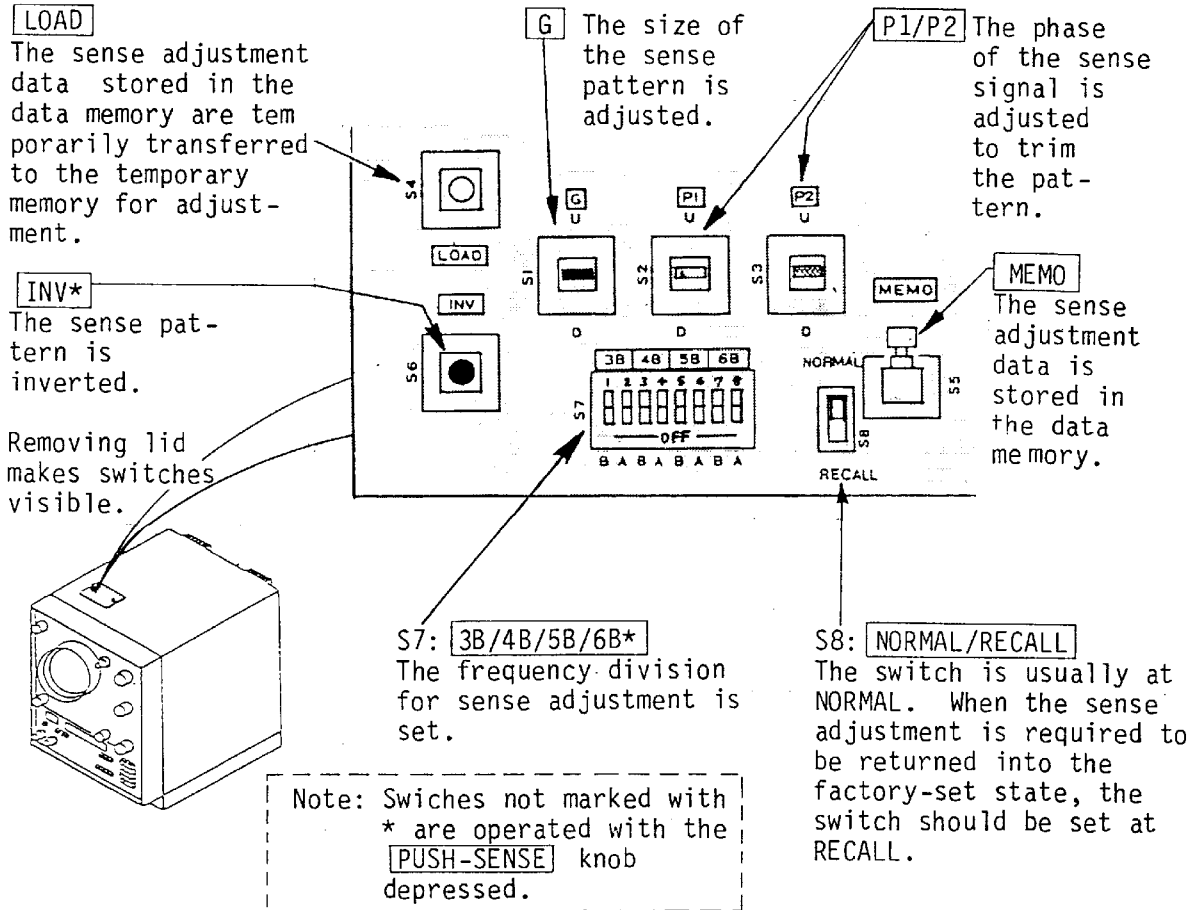 LOAD
The sense adjustment
data stored in the
data memory are tem
porarily transferred
to the temporary
memory for adjust-
ment.
G The size of
the sense
pattern is
adjusted.
P1/P2 The phase
of the sense
signal is
adjusted
to trim
the pat-
tern.
INV*
The sense pat-
tern is
inverted.
Removing lid
makes switches
visible.
S4
LOAD
INV
S6
G
U
S1
D
P1
U
S2
D
P2
U
S3
D
3B 4B 5B 6B
1 2 3 4 5 6 7 8
S7
OFF
B A B A B A B A
NORMAL
S8
RECALL
MEMO
S5
MEMO
The sense
adjustment
data is
stored in
the data
memory.
S7: 3B/4B/5B/6B*
The frequency division
for sense adjustment is
set.
S8: NORMAL/RECALL
The switch is usually at
NORMAL. When the sense
adjustment is required to
be returned into the
factory-set state, the
switch should be set at
RECALL.
Note: Swiches not marked with
* are operated with the
PUSH-SENSE knob
depressed.